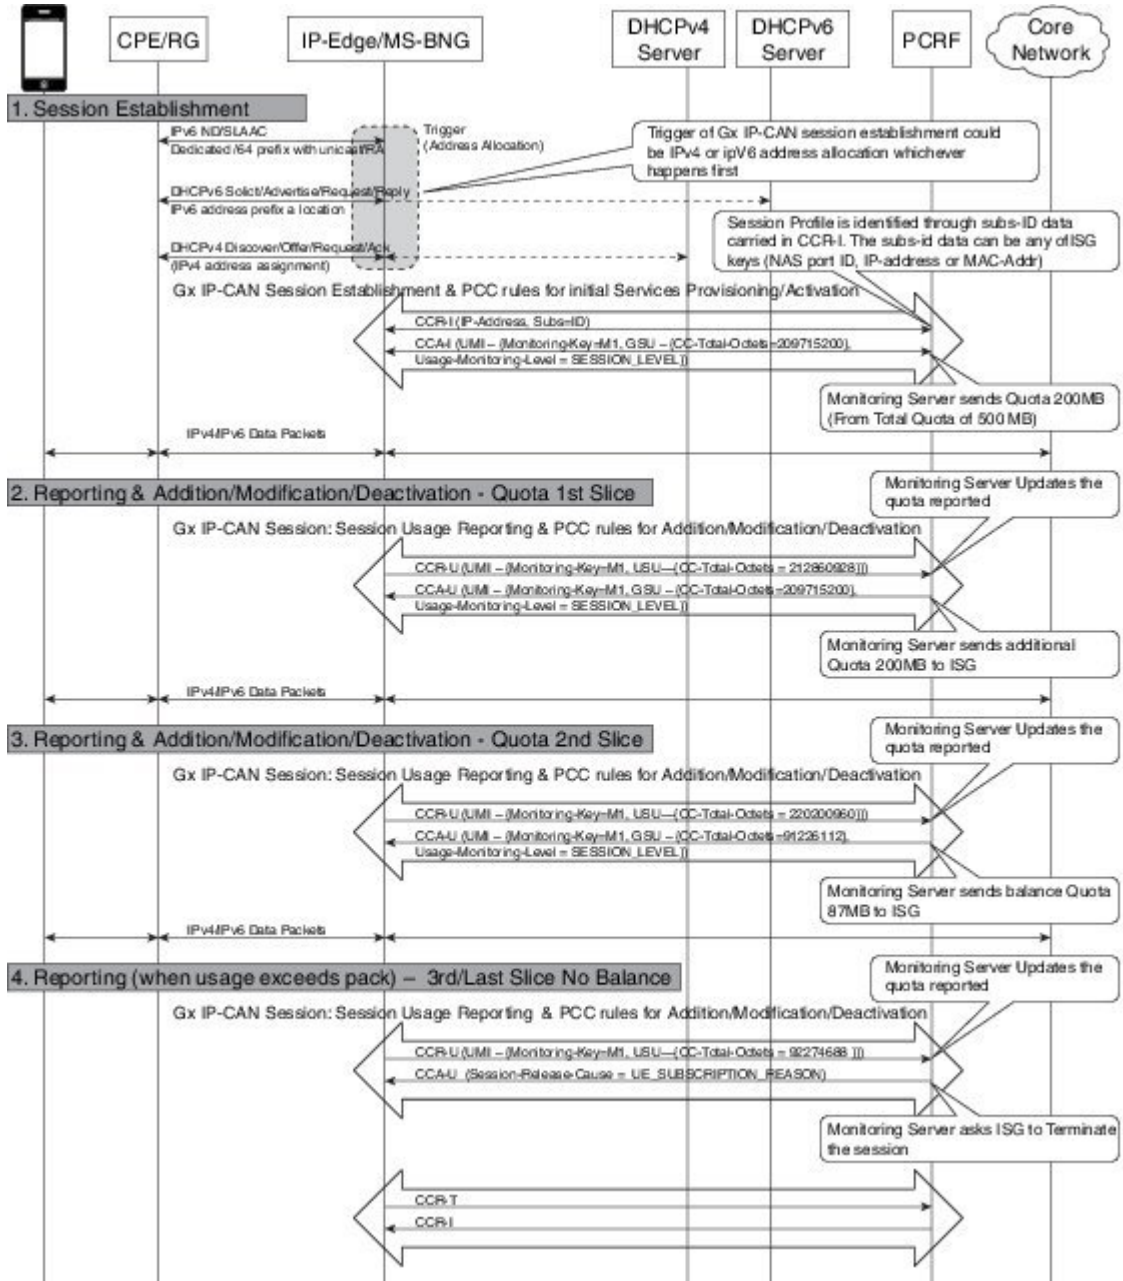 CPE/RG
IP-Edge/MS-BNG
DHCPv4
Server
DHCPv6
Server
PCRF
Core
Network
1. Session Establishment
IPv6 ND/SLAAC
Dedicated /64 prefix with unicast/RA
Trigger
(Address Allocation)
Trigger of Gx IP-CAN session establishment could
be IPv4 or ipV6 address allocation whichever
happens first
DHCPv6 Solict/Advertise/Request/Reply
IPv6 address prefix a location
Session Profile is identified through subs-ID data
carried in CCR-I. The subs-id data can be any of ISG
keys (NAS port ID, IP-address or MAC-Addr)
DHCPv4 Discover/Offer/Request/Ack
(IPv4 address assignment)
Gx IP-CAN Session Establishment & PCC rules for initial Services Provisioning/Activation
CCR-I (IP-Address, Subs=ID)
CCA-I (UMI – (Monitoring-Key=M1, GSU – (CC-Total-Octets=209715200),
Usage-Monitoring-Level = SESSION_LEVEL))
Monitoring Server sends Quota 200MB
(From Total Quota of 500 MB)
IPv4/IPv6 Data Packets
2. Reporting & Addition/Modification/Deactivation - Quota 1st Slice
Monitoring Server Updates the
quota reported
Gx IP-CAN Session: Session Usage Reporting & PCC rules for Addition/Modification/Deactivation
CCR-U (UMI – (Monitoring-Key=M1, USU—(CC-Total-Octets = 212860928)))
CCA-U (UMI – (Monitoring-Key=M1, GSU – (CC-Total-Octets=209715200),
Usage-Monitoring-Level = SESSION_LEVEL))
Monitoring Server sends additional
Quota 200MB to ISG
IPv4/IPv6 Data Packets
3. Reporting & Addition/Modification/Deactivation - Quota 2nd Slice
Monitoring Server Updates the
quota reported
Gx IP-CAN Session: Session Usage Reporting & PCC rules for Addition/Modification/Deactivation
CCR-U (UMI – (Monitoring-Key=M1, USU—(CC-Total-Octets = 220200960)))
CCA-U (UMI – (Monitoring-Key=M1, GSU – (CC-Total-Octets=91226112),
Usage-Monitoring-Level = SESSION_LEVEL))
Monitoring Server sends balance Quota
87MB to ISG
IPv4/IPv6 Data Packets
4. Reporting (when usage exceeds pack) – 3rd/Last Slice No Balance
Monitoring Server Updates the
quota reported
Gx IP-CAN Session: Session Usage Reporting & PCC rules for Addition/Modification/Deactivation
CCR-U (UMI – (Monitoring-Key=M1, USU—(CC-Total-Octets = 92274688 )))
CCA-U (Session-Release-Cause = UE_SUBSCRIPTION_REASON)
Monitoring Server asks ISG to Terminate
the session
CCR-T
CCR-I